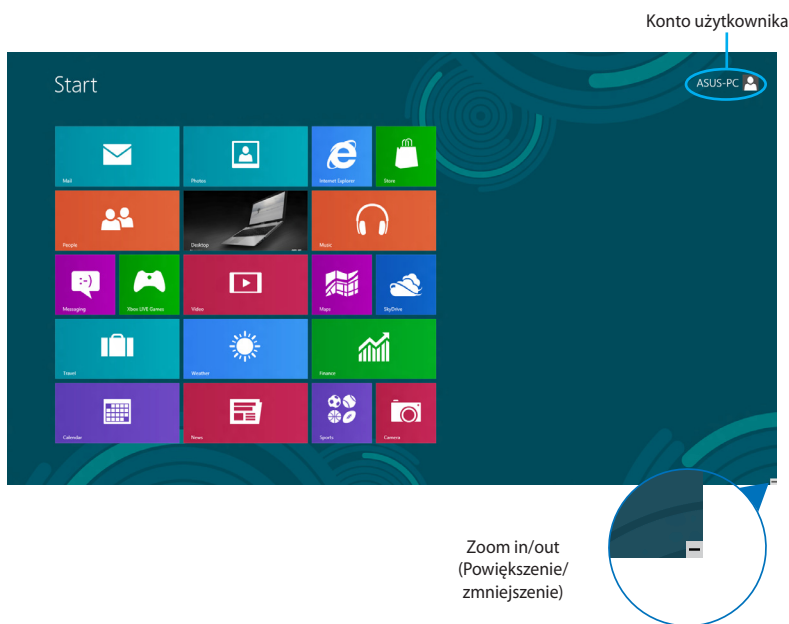 Konto użytkownika
Start
ASUS-PC
Mail
Photos
Internet Explorer
Store
People
Desktop
Music
Messaging
Xbox LIVE Games
Video
Maps
SkyDrive
Travel
Weather
Finance
Calendar
News
Sports
Camera
Zoom in/out
(Powiększenie/
zmniejszenie)